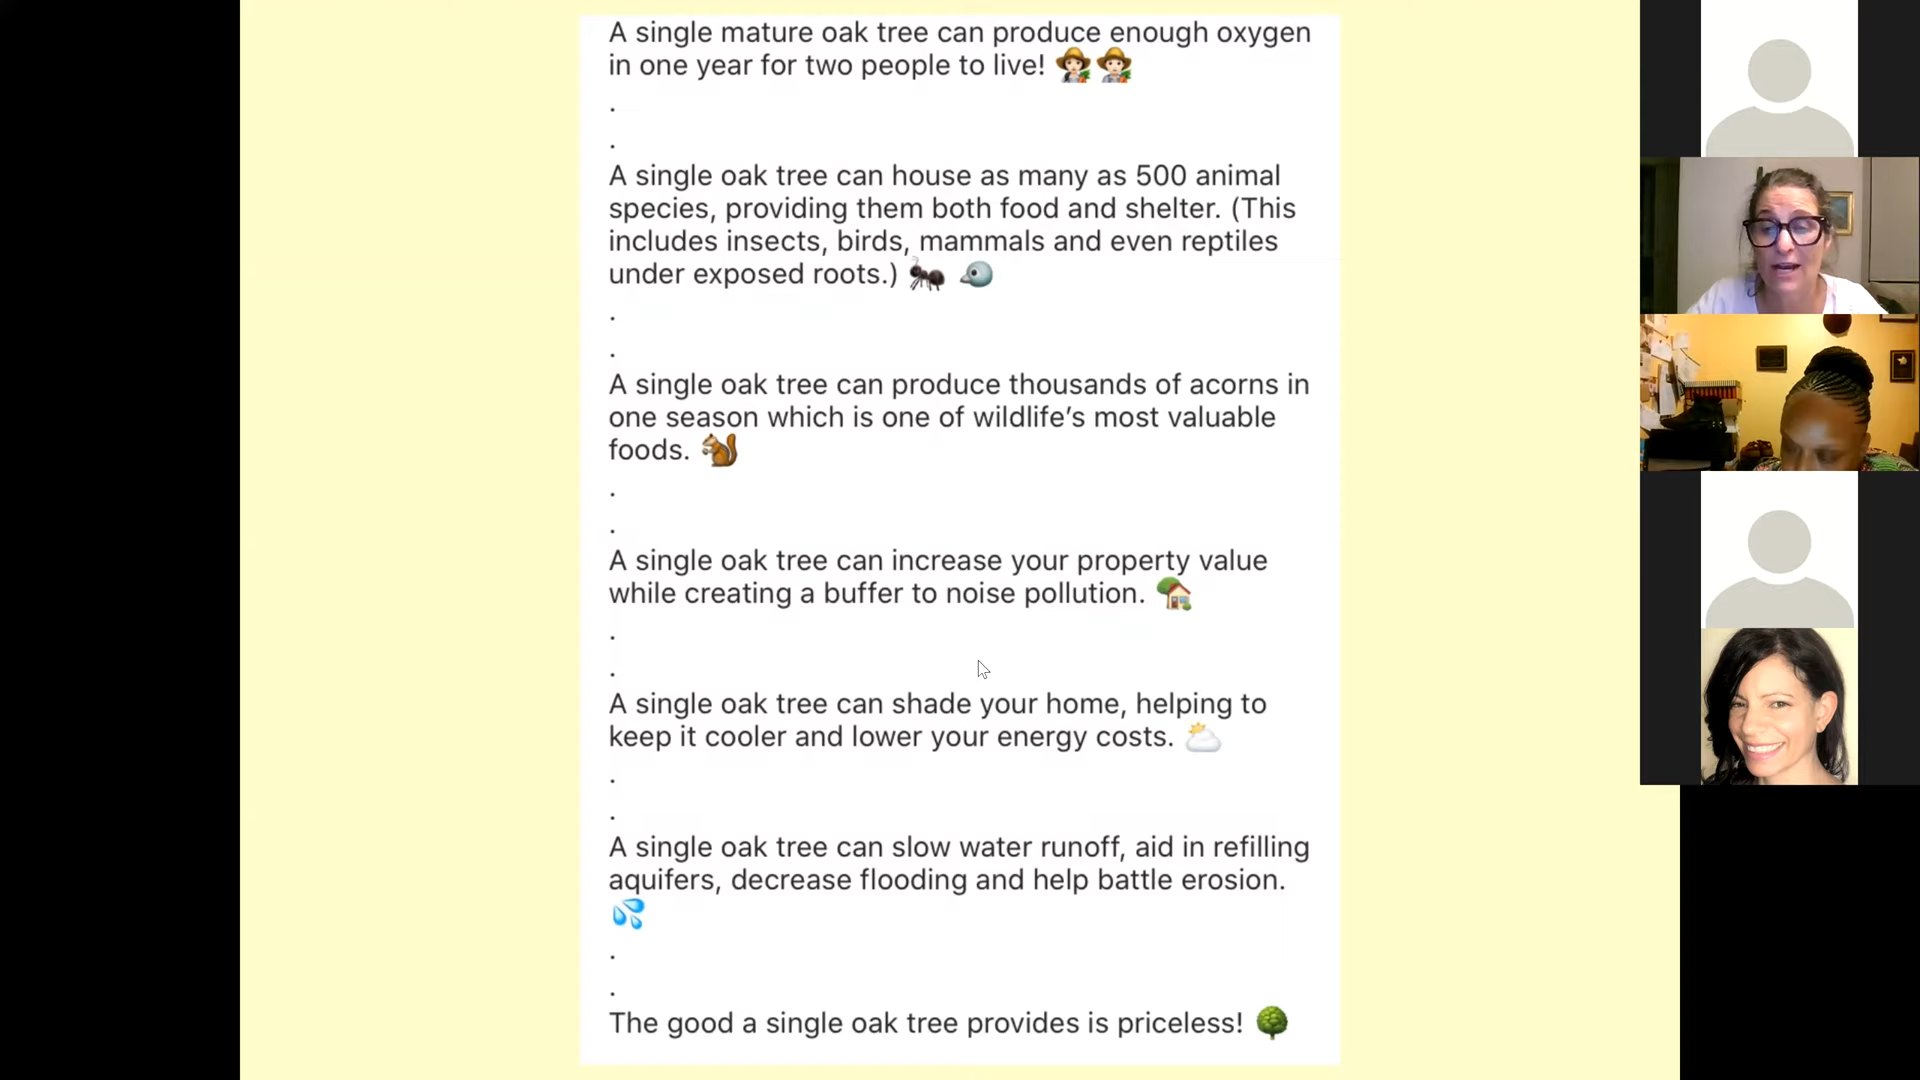 A single mature oak tree can produce enough oxygen
in one year for two people to live! 🧑🏻‍🌾🧑🏻‍🌾
.
.
A single oak tree can house as many as 500 animal
species, providing them both food and shelter. (This
includes insects, birds, mammals and even reptiles
under exposed roots.) 🐜 🐦
.
.
A single oak tree can produce thousands of acorns in
one season which is one of wildlife’s most valuable
foods. 🐿️
.
.
A single oak tree can increase your property value
while creating a buffer to noise pollution. 🏡
.
.
A single oak tree can shade your home, helping to
keep it cooler and lower your energy costs. 🌥️
.
.
A single oak tree can slow water runoff, aid in refilling
aquifers, decrease flooding and help battle erosion.
💦
.
.
The good a single oak tree provides is priceless! 🌳